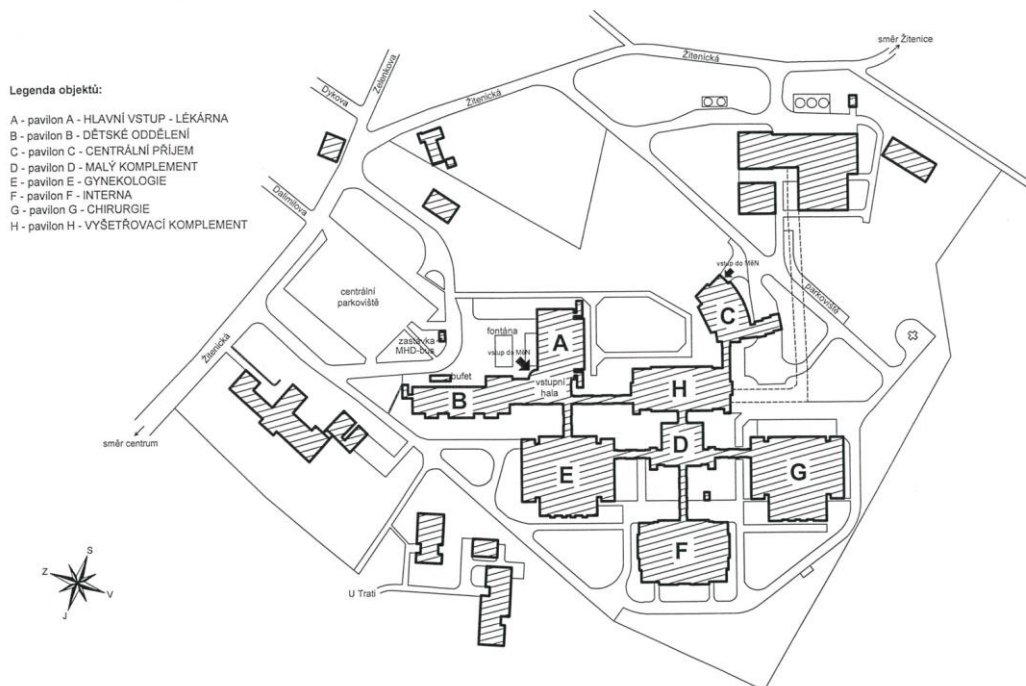 směr Žitenice
Žitenická
Zelenkova
Dykova
Žitenická
Legenda objektů:
A - pavilon A - HLAVNÍ VSTUP - LÉKÁRNA
B - pavilon B - DĚTSKÉ ODDĚLENÍ
C - pavilon C - CENTRÁLNÍ PŘÍJEM
D - pavilon D - MALÝ KOMPLEMENT
E - pavilon E - GYNEKOLOGIE
F - pavilon F - INTERNA
G - pavilon G - CHIRURGIE
H - pavilon H - VYŠETŘOVACÍ KOMPLEMENT
Dalimilova
vstup do MěN
centrální
parkoviště
parkoviště
C
fontána
zastávka
MHD-bus
vstup do MěN
A
Žitenická
bufet
vstupní
hala
B
H
směr centrum
D
E
G
F
S
Z
V
J
U Trati